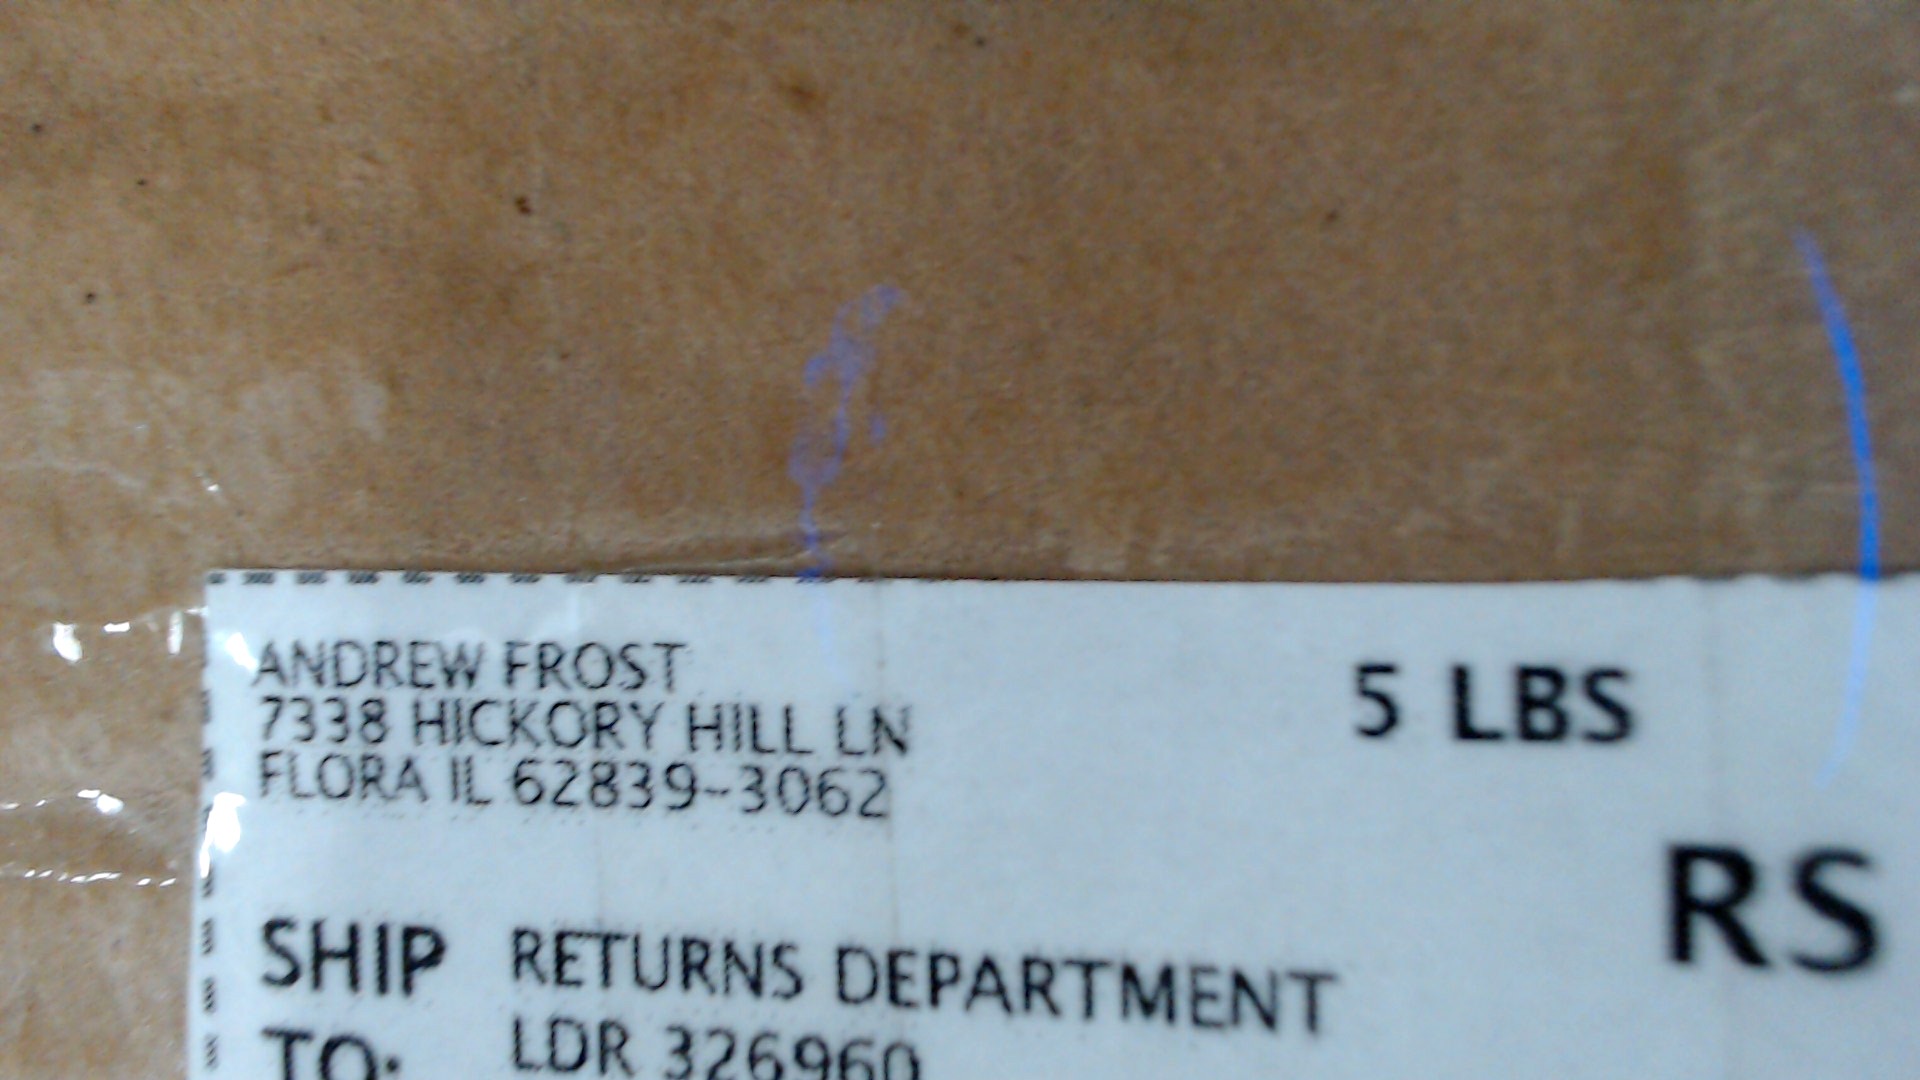 ANDREW FROST
7338 HICKORY HILL LN
FLORA IL 62839-3062
5 LBS
RS
SHIP TO:
RETURNS DEPARTMENT
LDR 326960